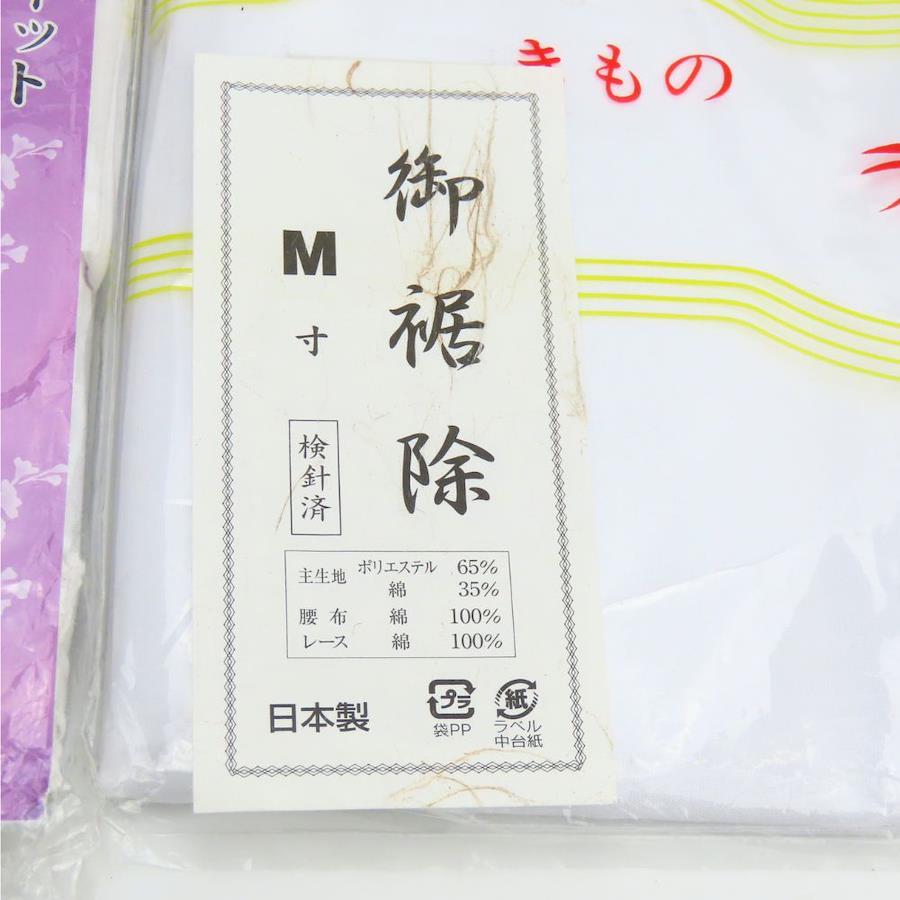 ット
きもの
御裾除
M
寸
検針済
主生地 ポリエステル 65%
綿 35%
腰布 綿 100%
レース 綿 100%
日本製
プラ
袋PP
紙
ラベル
中台紙